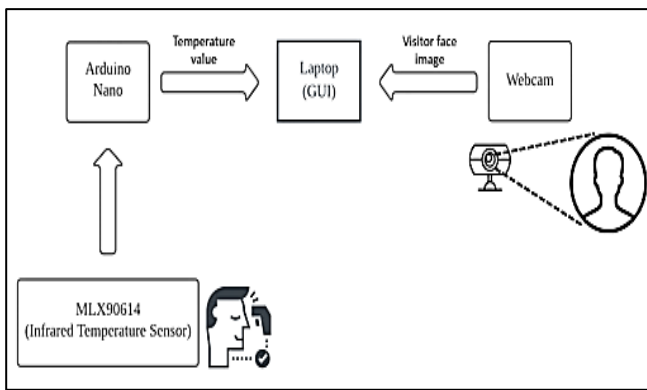 Arduino
Nano
Temperature
value
Laptop
(GUI)
Visitor face
image
Webcam
MLX90614
(Infrared Temperature Sensor)